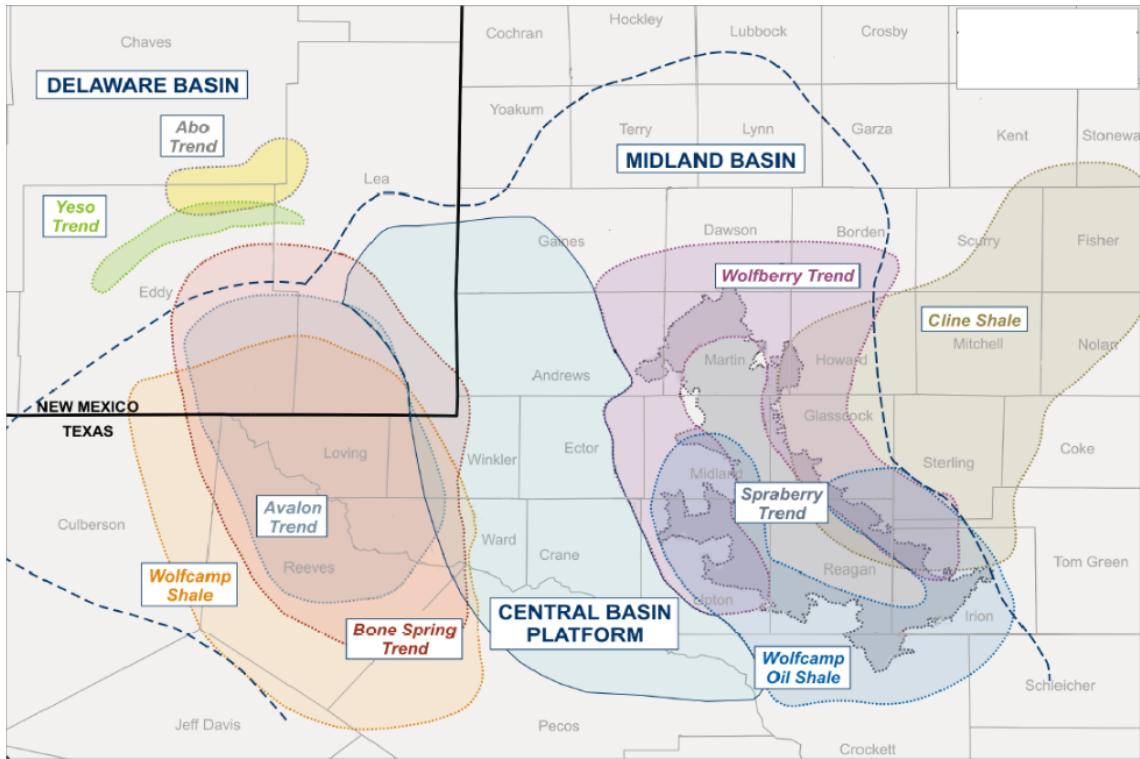 Hockley
Cochran
Lubbock
Crosby
Chaves
DELAWARE BASIN
Yoakum
Abo
Trend
Terry
Lynn
Garza
Kent
Stonewa
MIDLAND BASIN
Lea
Yeso
Trend
Gaines
Dawson
Borden
Scurry
Fisher
Wolfberry Trend
Eddy
Cline Shale
Martin
Howard
Mitchell
Nolan
Andrews
NEW MEXICO
TEXAS
Glasscock
Loving
Winkler
Ector
Midland
Sterling
Coke
Avalon
Trend
Spraberry
Trend
Culberson
Ward
Crane
Reeves
Reagan
Tom Green
Wolfcamp
Shale
Upton
CENTRAL BASIN
PLATFORM
Irion
Bone Spring
Trend
Wolfcamp
Oil Shale
Schleicher
Jeff Davis
Pecos
Crockett